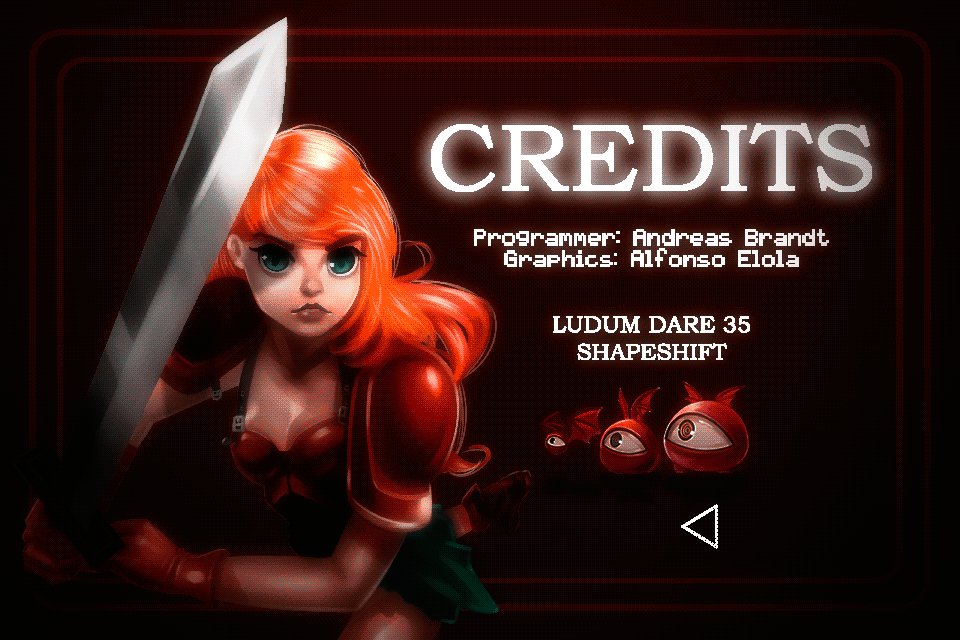 CREDITS
Programmer: Andreas Brandt
Graphics: Alfonso Elola
LUDUM DARE 35
SHAPESHIFT